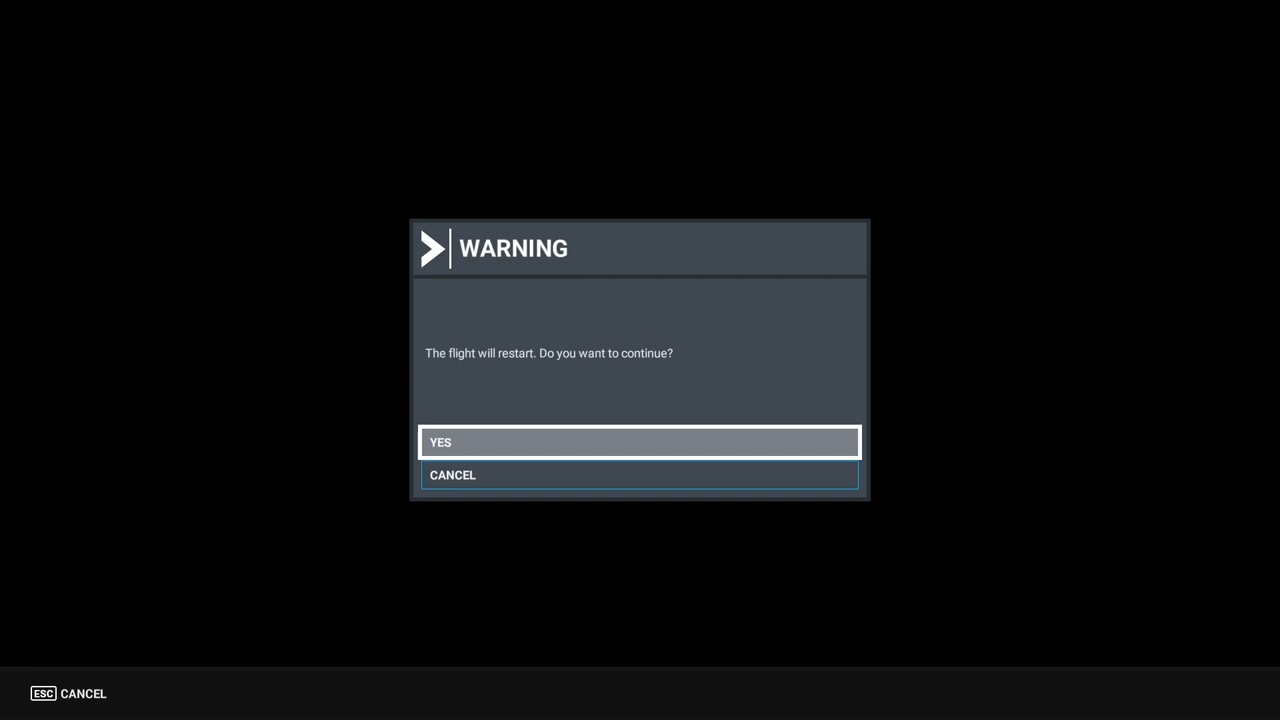 WARNING
The flight will restart. Do you want to continue?
YES
CANCEL
ESC CANCEL